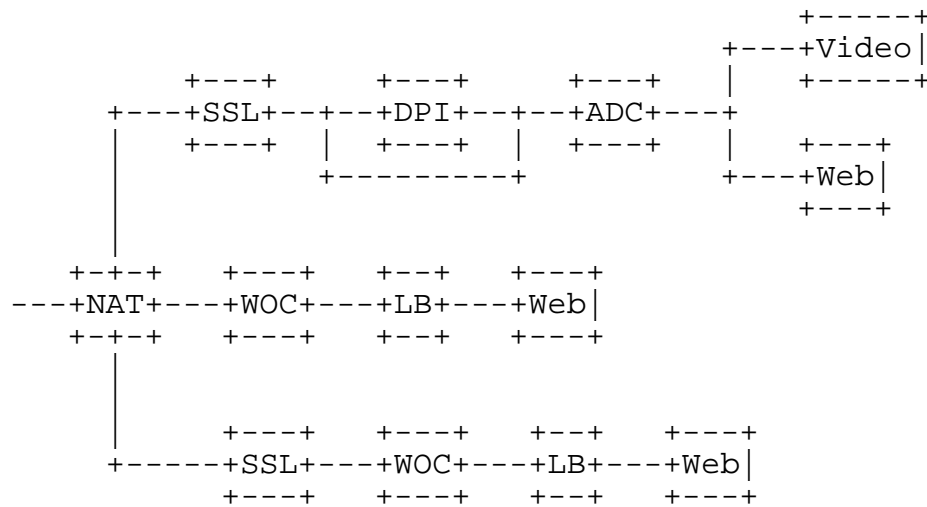 Video
SSL DPI ADC
Web
NAT WOC LB Web
SSL WOC LB Web